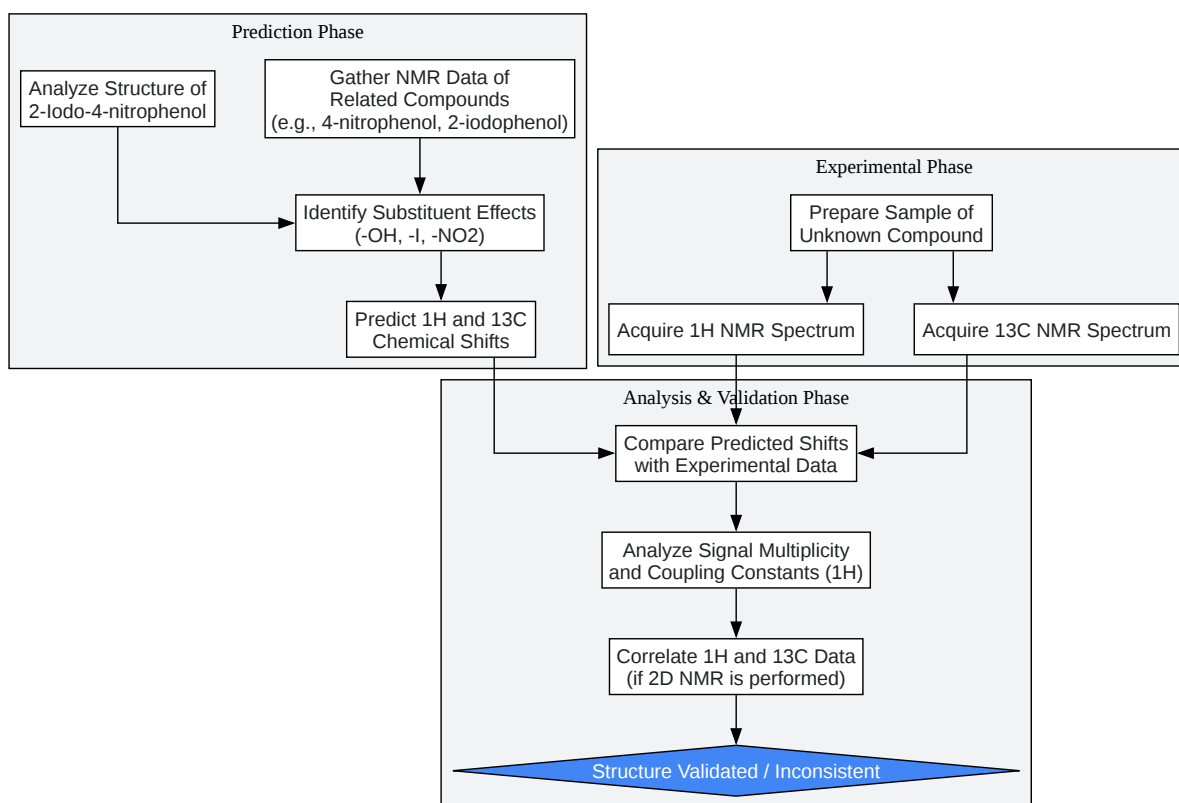 Prediction Phase
Analyze Structure of
2-Iodo-4-nitrophenol
Gather NMR Data of
Related Compounds
(e.g., 4-nitrophenol, 2-iodophenol)
Identify Substituent Effects
(-OH, -I, -NO2)
Predict 1H and 13C
Chemical Shifts
Experimental Phase
Prepare Sample of
Unknown Compound
Acquire 1H NMR Spectrum
Acquire 13C NMR Spectrum
Analysis & Validation Phase
Compare Predicted Shifts
with Experimental Data
Analyze Signal Multiplicity
and Coupling Constants (1H)
Correlate 1H and 13C Data
(if 2D NMR is performed)
Structure Validated / Inconsistent